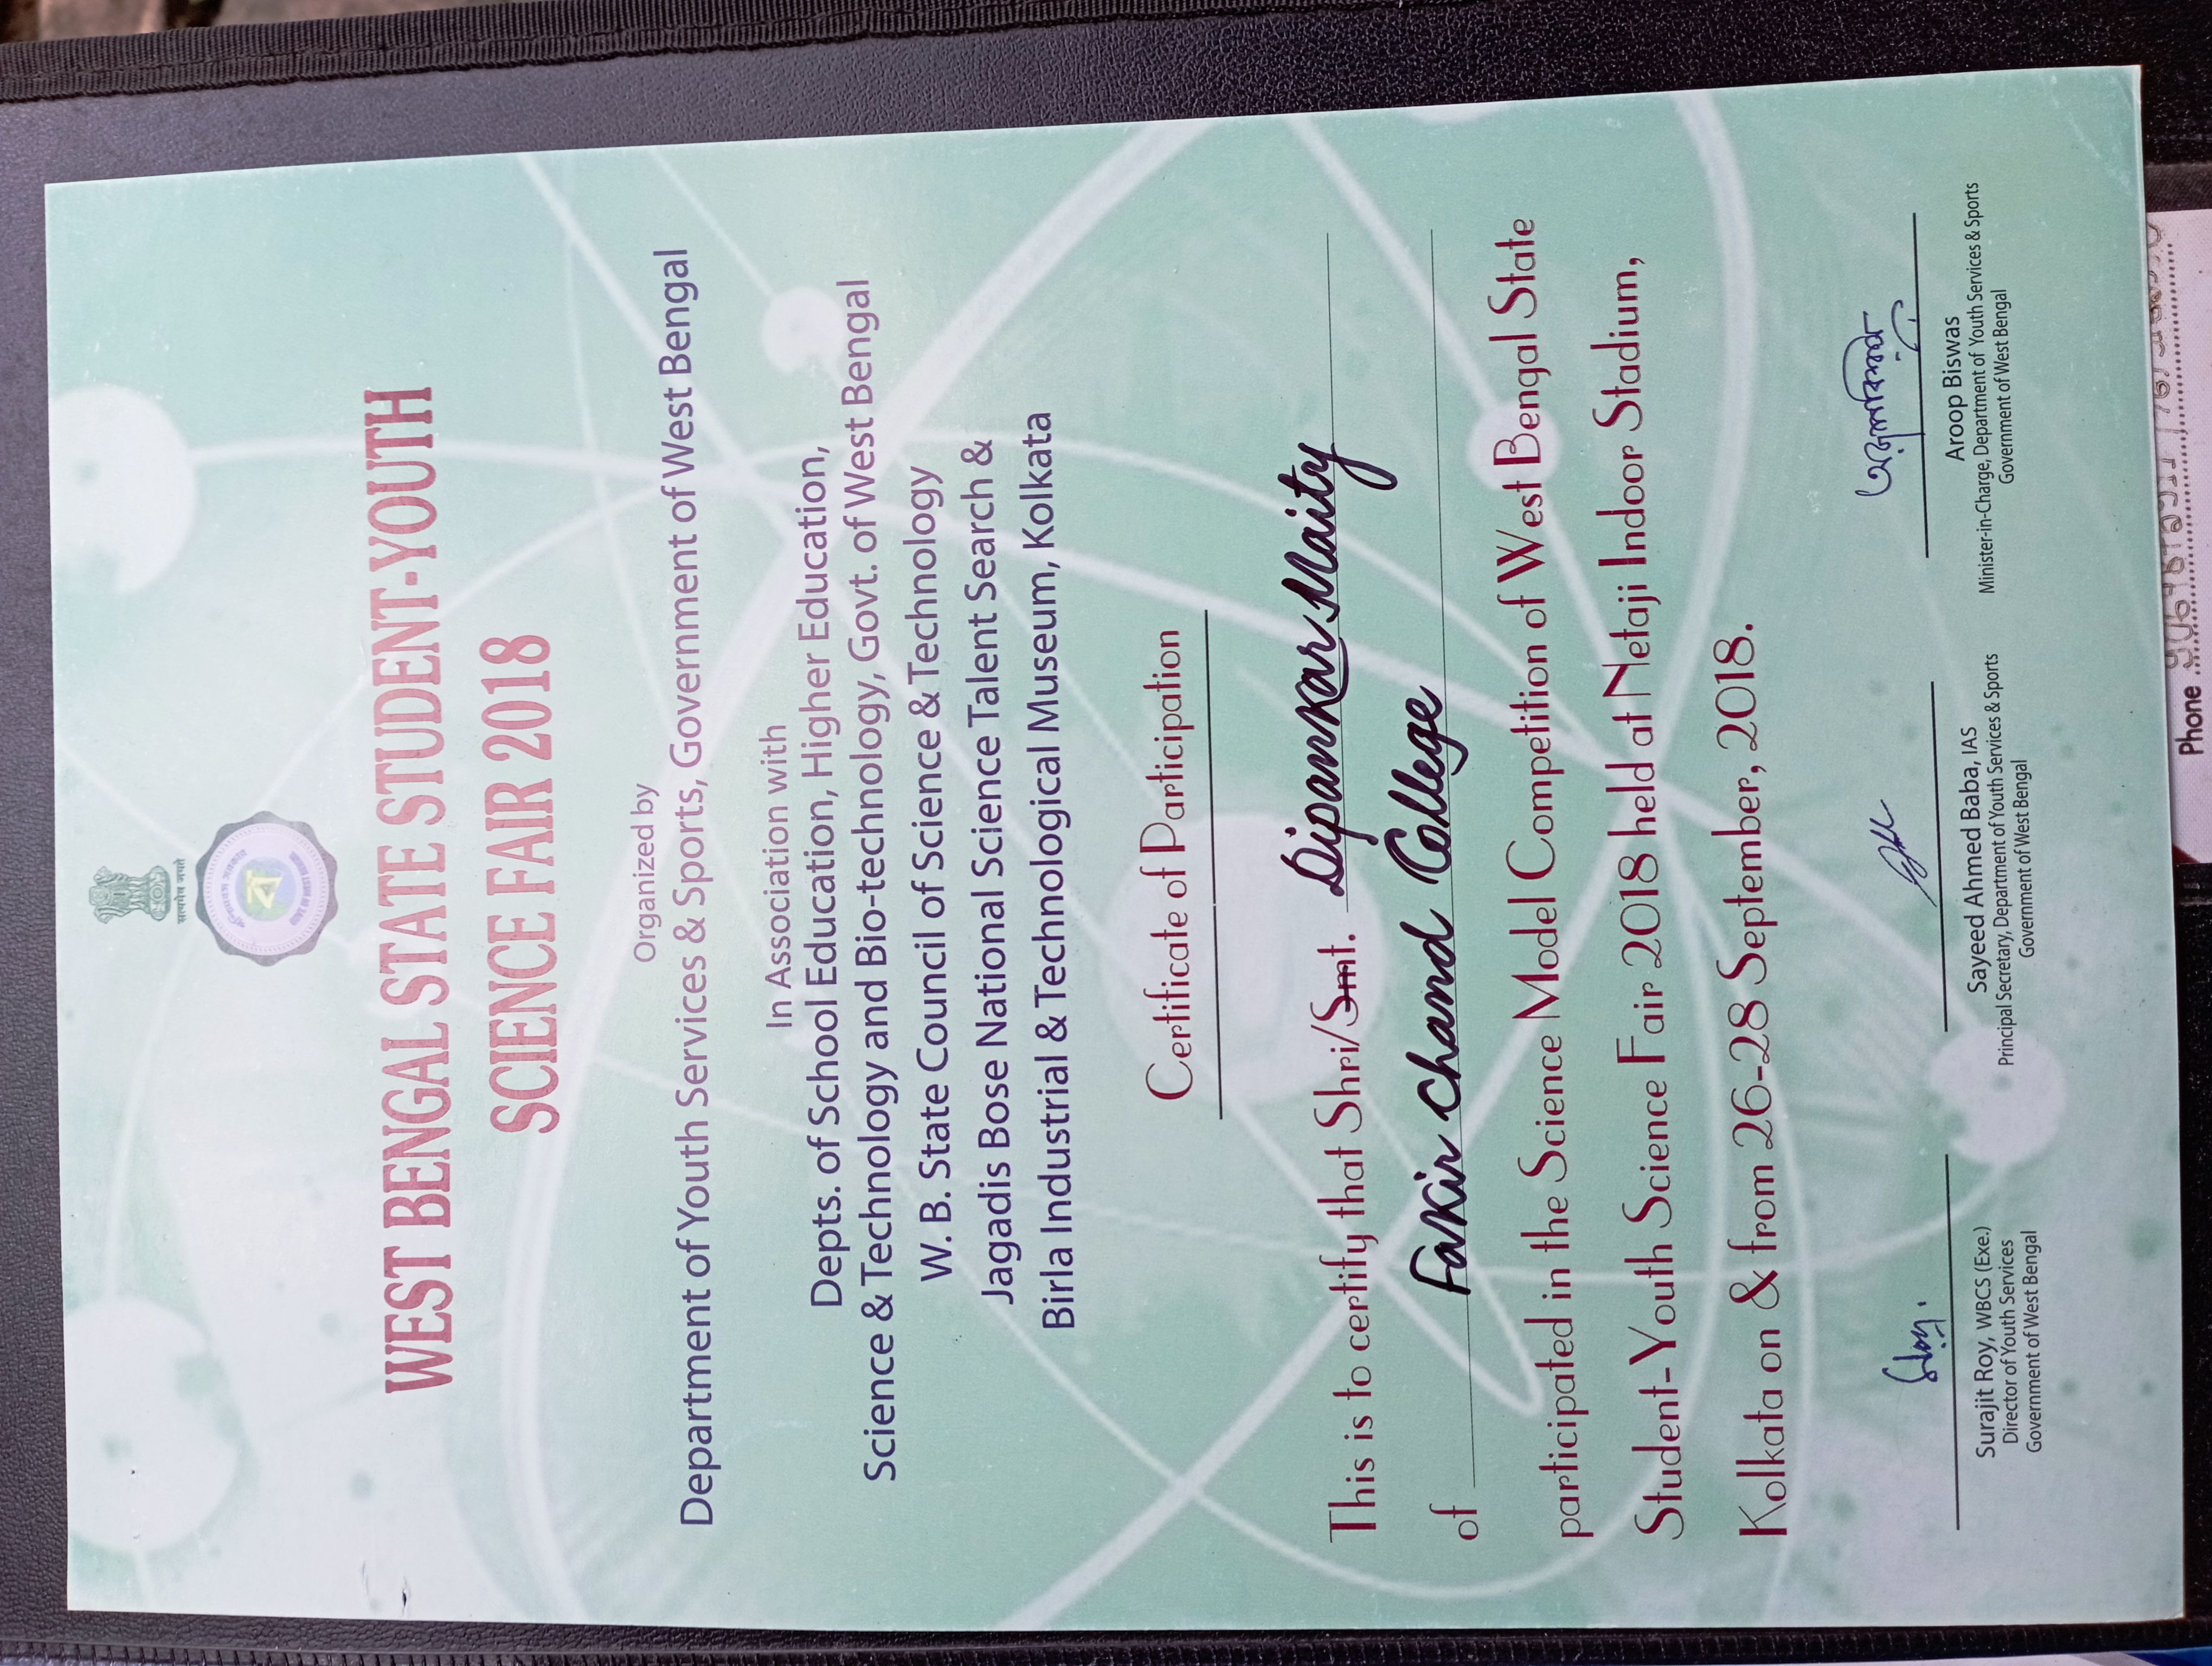 सत्यमेव जयते
পশ্চিমবঙ্গ সরকার
ব
GOVT. OF WEST BENGAL
WEST BENGAL STATE STUDENT-YOUTH
SCIENCE FAIR 2018
Organized by
Department of Youth Services & Sports, Government of West Bengal
In Association with
Depts. of School Education, Higher Education,
Science & Technology and Bio-technology, Govt. of West Bengal
W. B. State Council of Science & Technology
Jagadis Bose National Science Talent Search &
Birla Industrial & Technological Museum, Kolkata
Certificate of Participation
This is to certify that Shri/Smt. Dipankar Maity
of Fakir Chand College
participated in the Science Model Competition of West Bengal State
Student-Youth Science Fair 2018 held at Netaji Indoor Stadium,
Kolkata on & from 26-28 September, 2018.
অরূপ বিশ্বাস
Surajit Roy, WBCS (Exe.)
Director of Youth Services
Government of West Bengal
Sayeed Ahmed Baba, IAS
Principal Secretary, Department of Youth Services & Sports
Government of West Bengal
Aroop Biswas
Minister-in-Charge, Department of Youth Services & Sports
Government of West Bengal
Phone